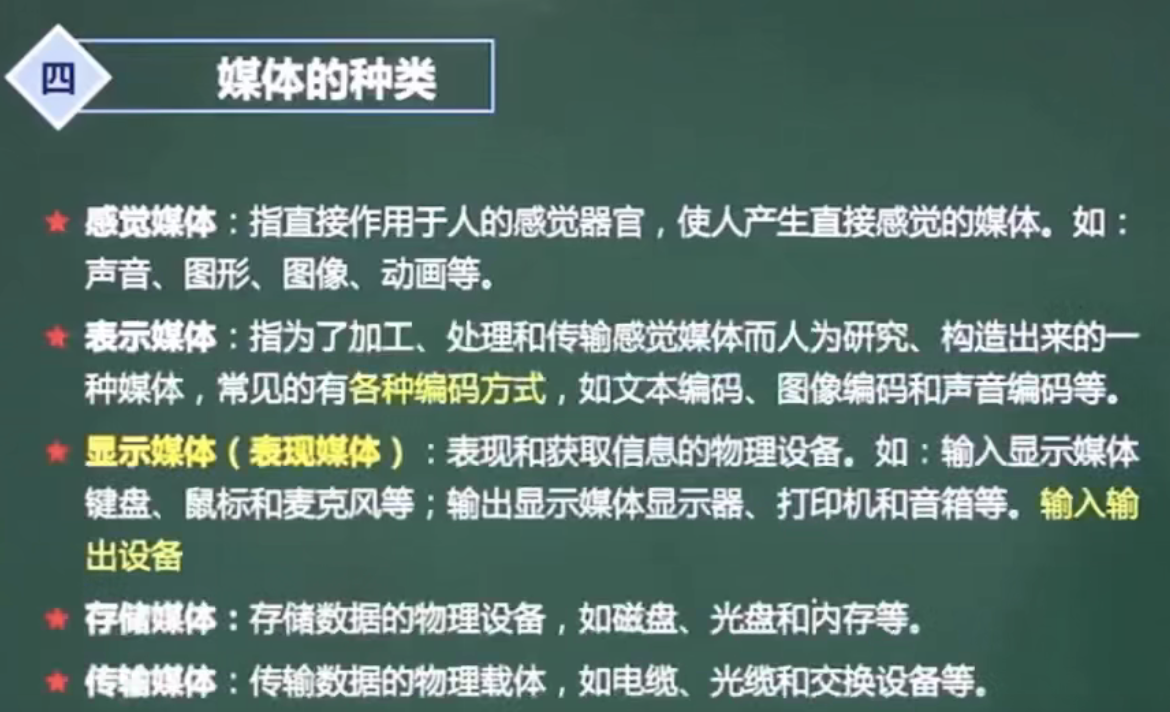 四
媒体的种类
★ 感觉媒体：指直接作用于人的感觉器官，使人产生直接感觉的媒体。如：
声音、图形、图像、动画等。
★ 表示媒体：指为了加工、处理和传输感觉媒体而人为研究、构造出来的一
种媒体，常见的有各种编码方式，如文本编码、图像编码和声音编码等。
★ 显示媒体（表现媒体）：表现和获取信息的物理设备。如：输入显示媒体
键盘、鼠标和麦克风等；输出显示媒体显示器、打印机和音箱等。输入输
出设备
★ 存储媒体：存储数据的物理设备，如磁盘、光盘和内存等。
★ 传输媒体：传输数据的物理载体，如电缆、光缆和交换设备等。